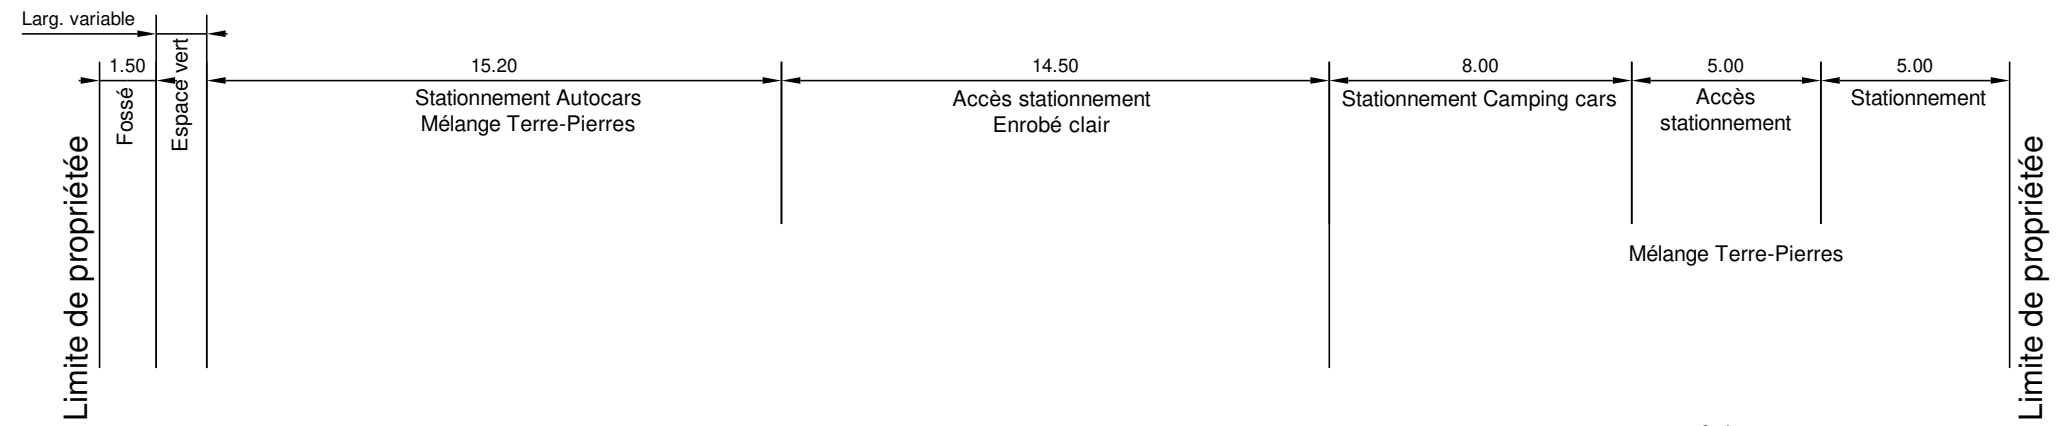 Larg. variable
1.50
15.20
14.50
8.00
5.00
5.00
Limite de propriétée
Fossé
Espace vert
Stationnement Autocars
Mélange Terre-Pierres
Accès stationnement
Enrobé clair
Stationnement Camping cars
Accès
stationnement
Stationnement
Mélange Terre-Pierres
Limite de propriétée